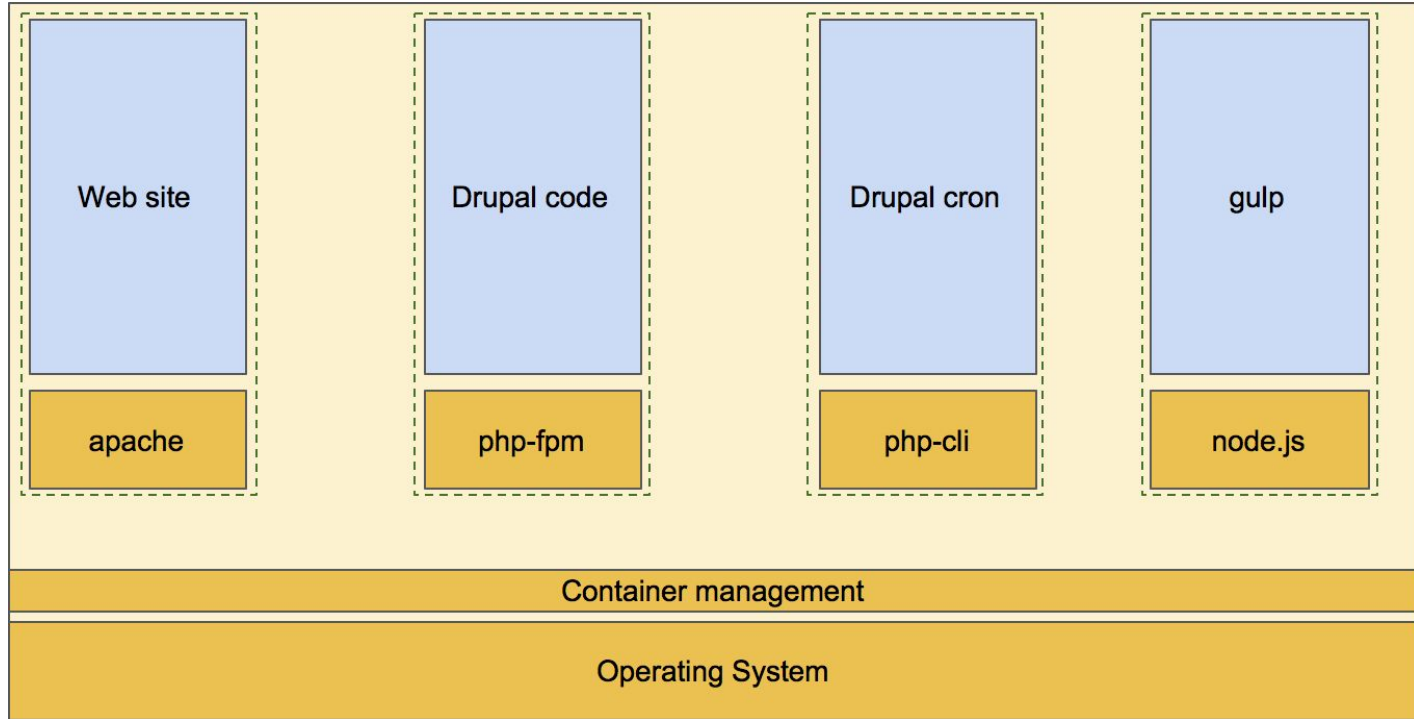 Web site
Drupal code
Drupal cron
gulp
apache
php-fpm
php-cli
node.js
Container management
Operating System